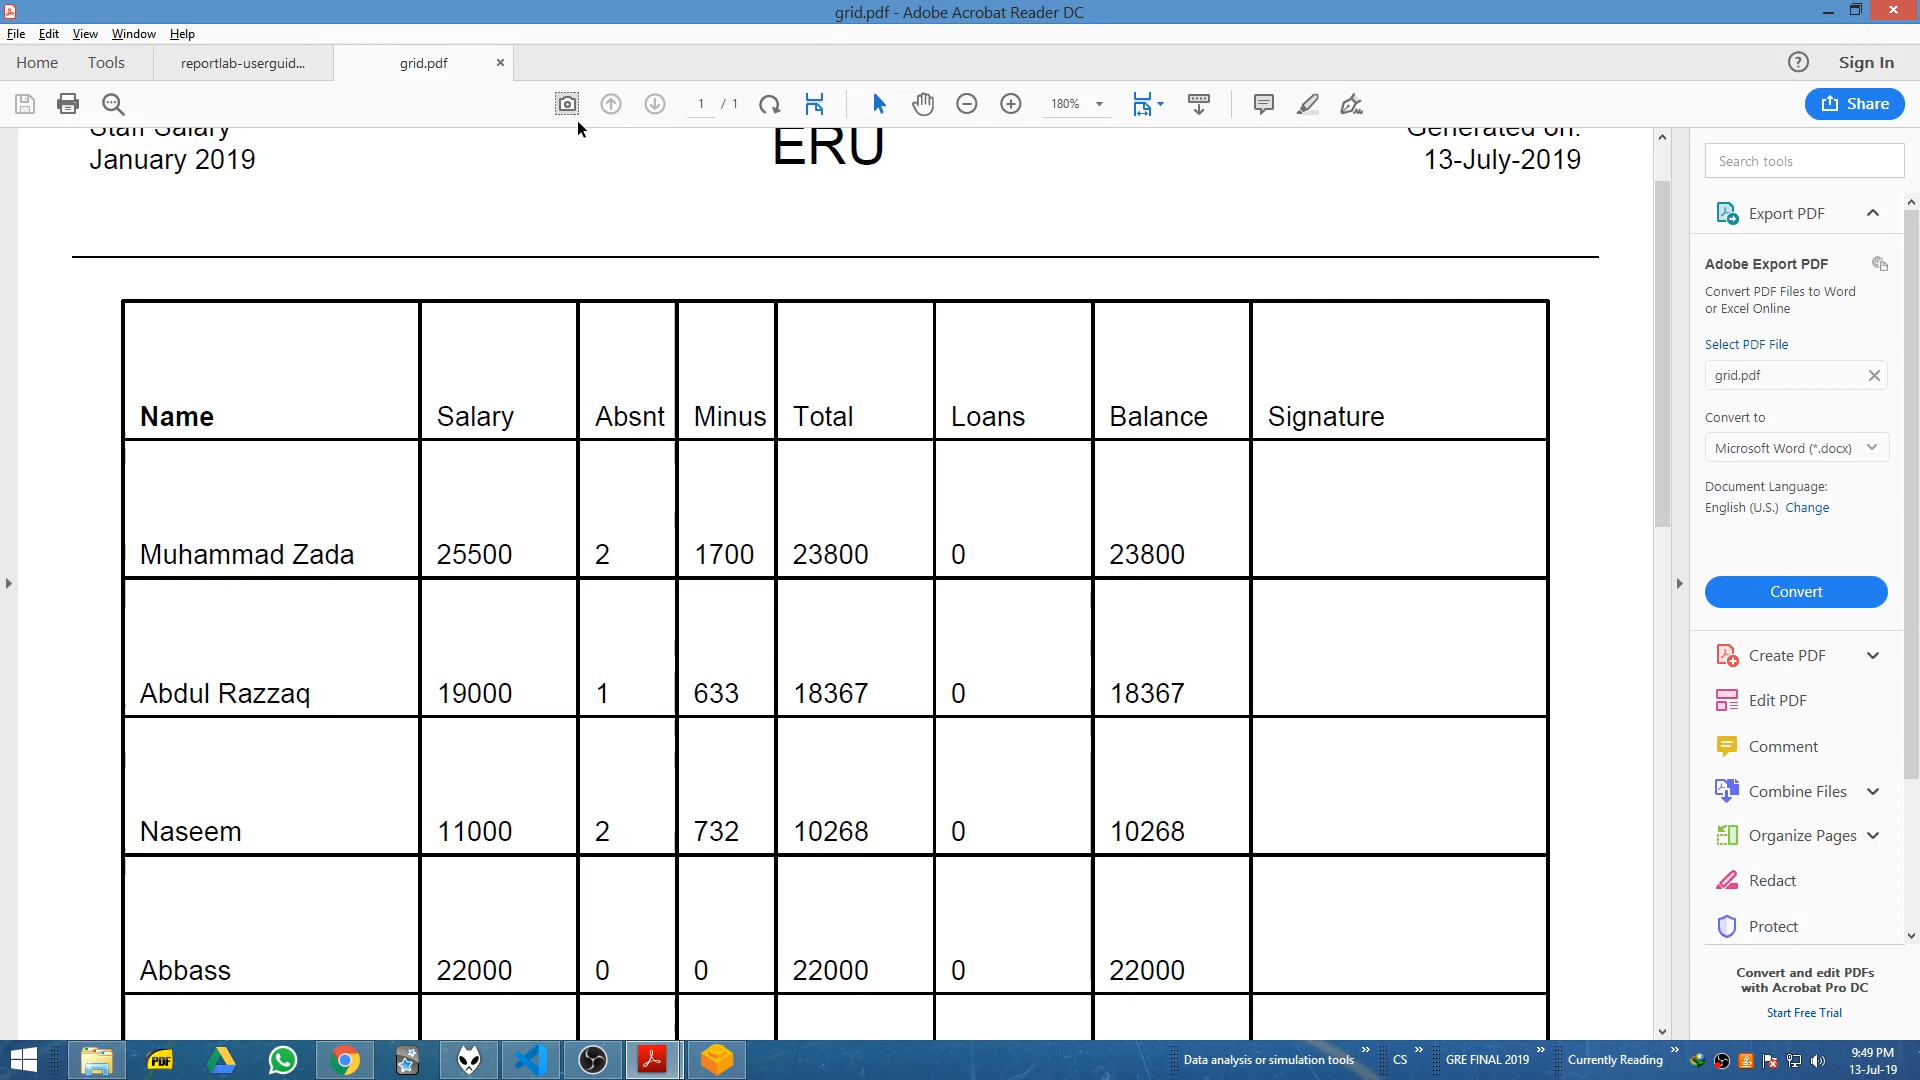 grid.pdf - Adobe Acrobat Reader DC
File Edit View Window Help
Home Tools reportlab-userguid... grid.pdf Sign In
1 / 1 180% Share
Staff Salary ERU Generated on:
January 2019 13-July-2019
Name Salary Absnt Minus Total Loans Balance Signature
Muhammad Zada 25500 2 1700 23800 0 23800
Abdul Razzaq 19000 1 633 18367 0 18367
Naseem 11000 2 732 10268 0 10268
Abbass 22000 0 0 22000 0 22000
Search tools
Export PDF
Adobe Export PDF
Convert PDF Files to Word
or Excel Online
Select PDF File
grid.pdf
Convert to
Microsoft Word (*.docx)
Document Language:
English (U.S.) Change
Convert
Create PDF
Edit PDF
Comment
Combine Files
Organize Pages
Redact
Protect
Convert and edit PDFs
with Acrobat Pro DC
Start Free Trial
PDF
Data analysis or simulation tools CS GRE FINAL 2019 Currently Reading
9:49 PM
13-Jul-19